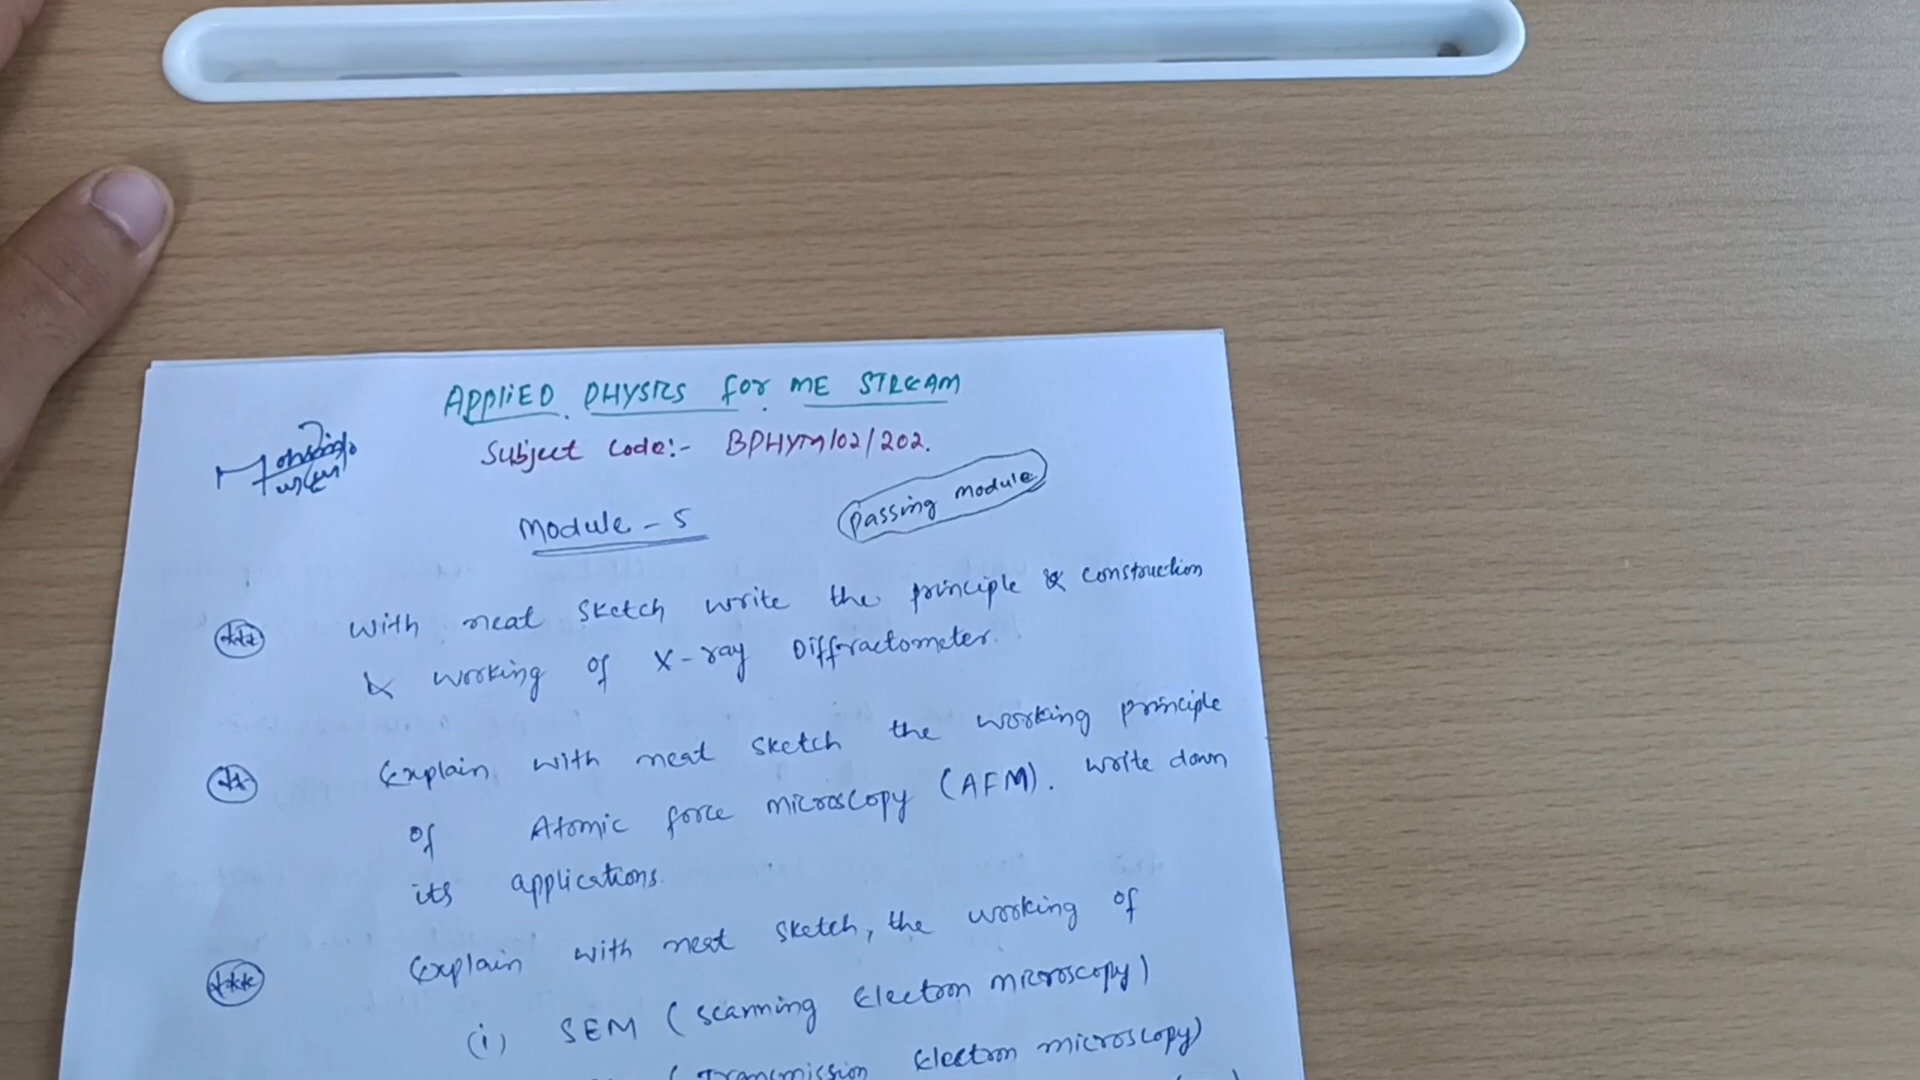 APPLIED PHYSICS for ME STREAM
Subject Code:- BPHYM102/202.
Module - 5
passing module
*** With neat sketch write the principle & construction
& working of X-ray Diffractometer.
** Explain with neat sketch the working principle
of Atomic force microscopy (AFM). Write down
its applications.
*** Explain with neat sketch, the working of
(i) SEM (Scanning Electron microscopy)
(Transmission Electron microscopy)